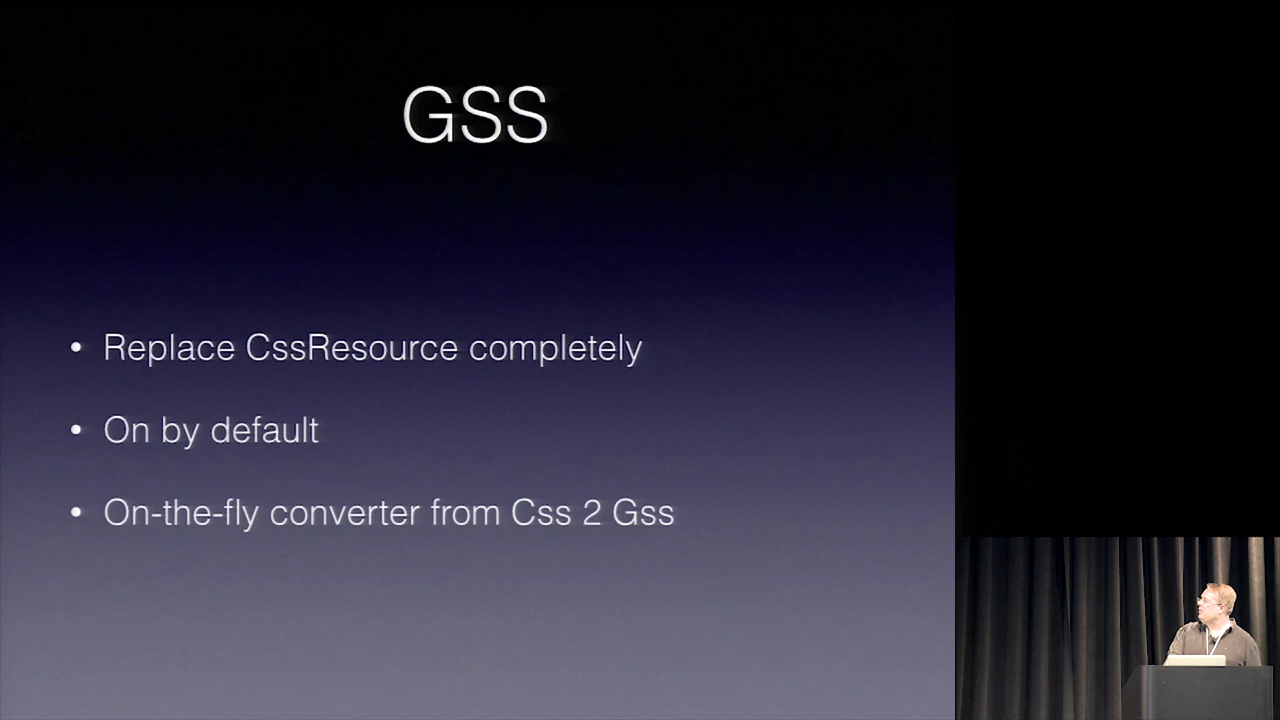 GSS
• Replace CssResource completely
• On by default
• On-the-fly converter from Css 2 Gss